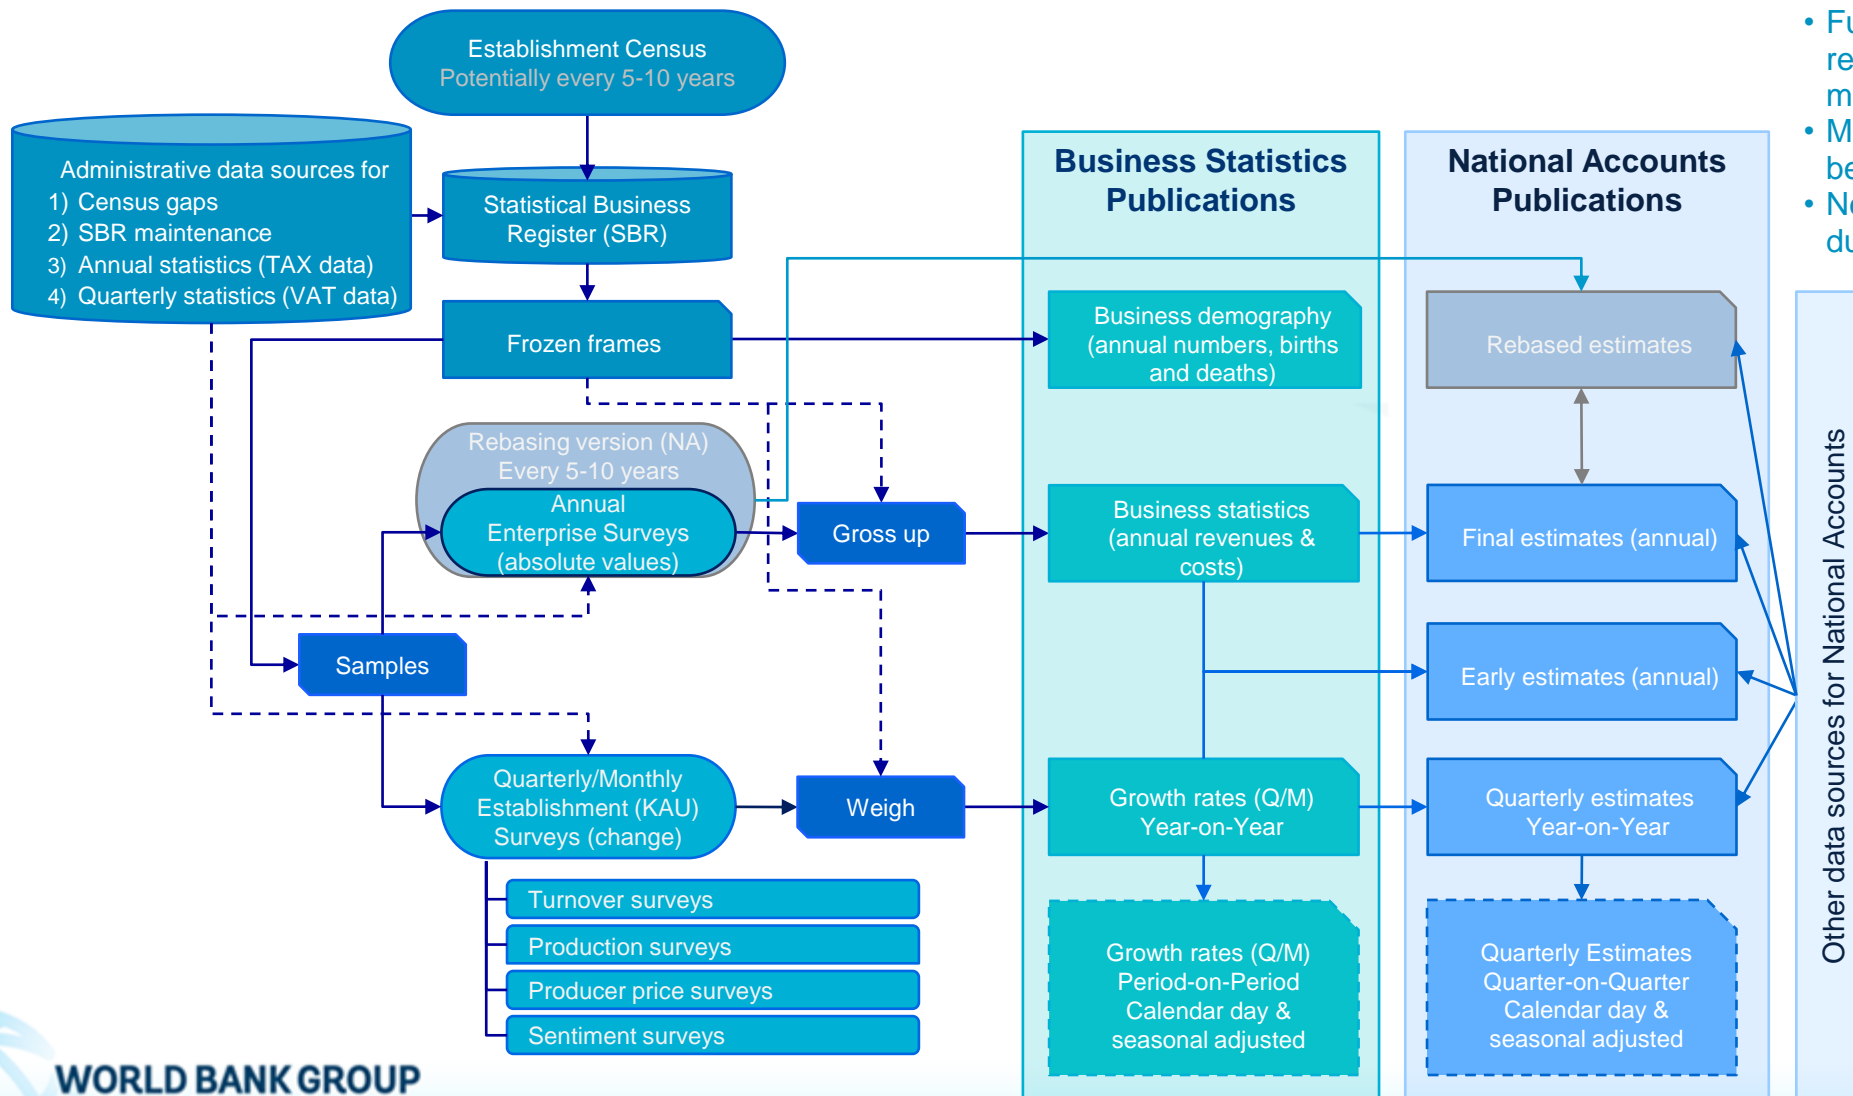 Establishment Census
Potentially every 5-10 years
Administrative data sources for
1) Census gaps
2) SBR maintenance
3) Annual statistics (TAX data)
4) Quarterly statistics (VAT data)
Statistical Business
Register (SBR)
Frozen frames
Rebasing version (NA)
Every 5-10 years
Annual
Enterprise Surveys
(absolute values)
Gross up
Samples
Quarterly/Monthly
Establishment (KAU)
Surveys (change)
Weigh
Turnover surveys
Production surveys
Producer price surveys
Sentiment surveys
Business Statistics
Publications
Business demography
(annual numbers, births
and deaths)
Business statistics
(annual revenues &
costs)
Growth rates (Q/M)
Year-on-Year
Growth rates (Q/M)
Period-on-Period
Calendar day &
seasonal adjusted
National Accounts
Publications
Rebased estimates
Final estimates (annual)
Early estimates (annual)
Quarterly estimates
Year-on-Year
Quarterly Estimates
Quarter-on-Quarter
Calendar day &
seasonal adjusted
Other data sources for National Accounts
WORLD BANK GROUP